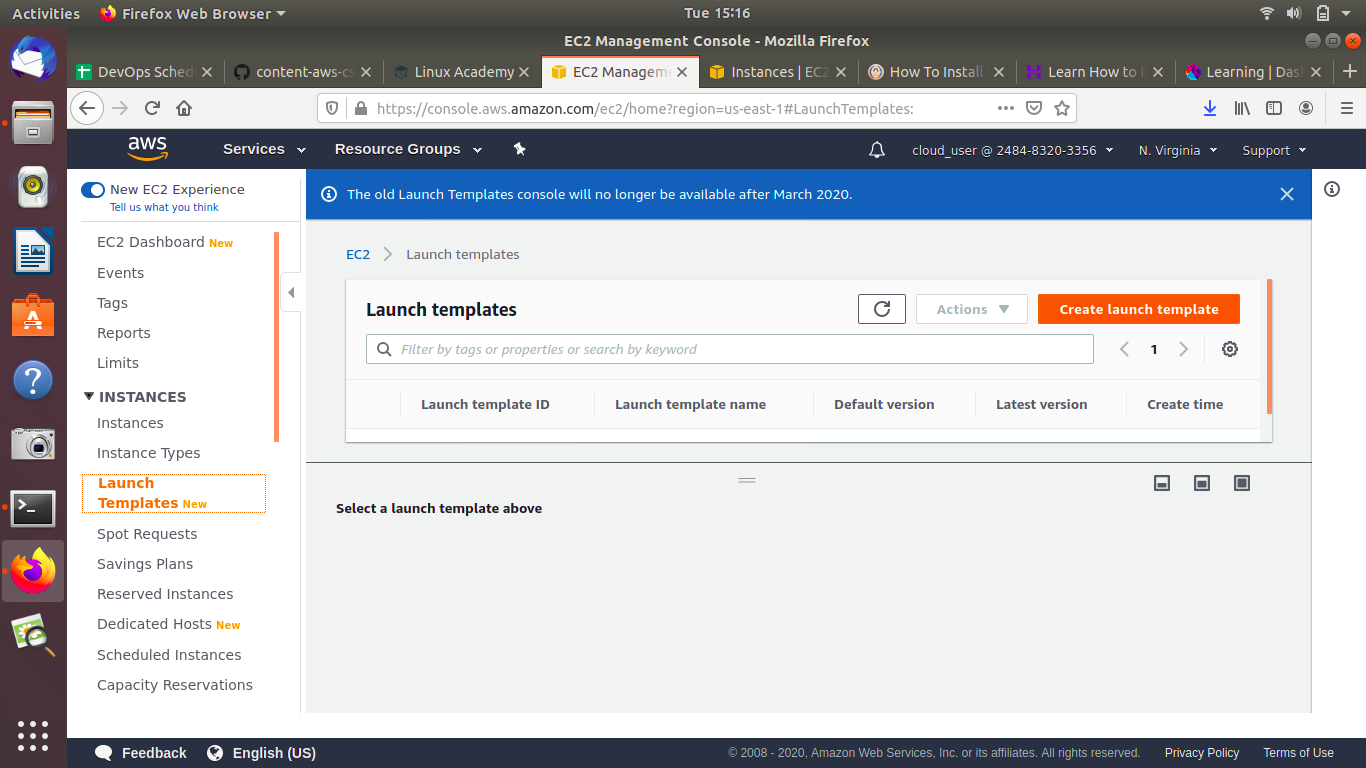 Activities Firefox Web Browser Tue 15:16
EC2 Management Console - Mozilla Firefox
DevOps Sched content-aws-cs Linux Academy EC2 Managem Instances | EC2 How To Install Learn How to Learning | Das
https://console.aws.amazon.com/ec2/home?region=us-east-1#LaunchTemplates:
aws Services Resource Groups cloud_user @ 2484-8320-3356 N. Virginia Support
New EC2 Experience
Tell us what you think
The old Launch Templates console will no longer be available after March 2020.
EC2 Dashboard New
Events
Tags
Reports
Limits
INSTANCES
Instances
Instance Types
Launch
Templates New
Spot Requests
Savings Plans
Reserved Instances
Dedicated Hosts New
Scheduled Instances
Capacity Reservations
EC2 Launch templates
Launch templates Actions Create launch template
Filter by tags or properties or search by keyword 1
Launch template ID Launch template name Default version Latest version Create time
Select a launch template above
Feedback English (US) © 2008 - 2020, Amazon Web Services, Inc. or its affiliates. All rights reserved. Privacy Policy Terms of Use